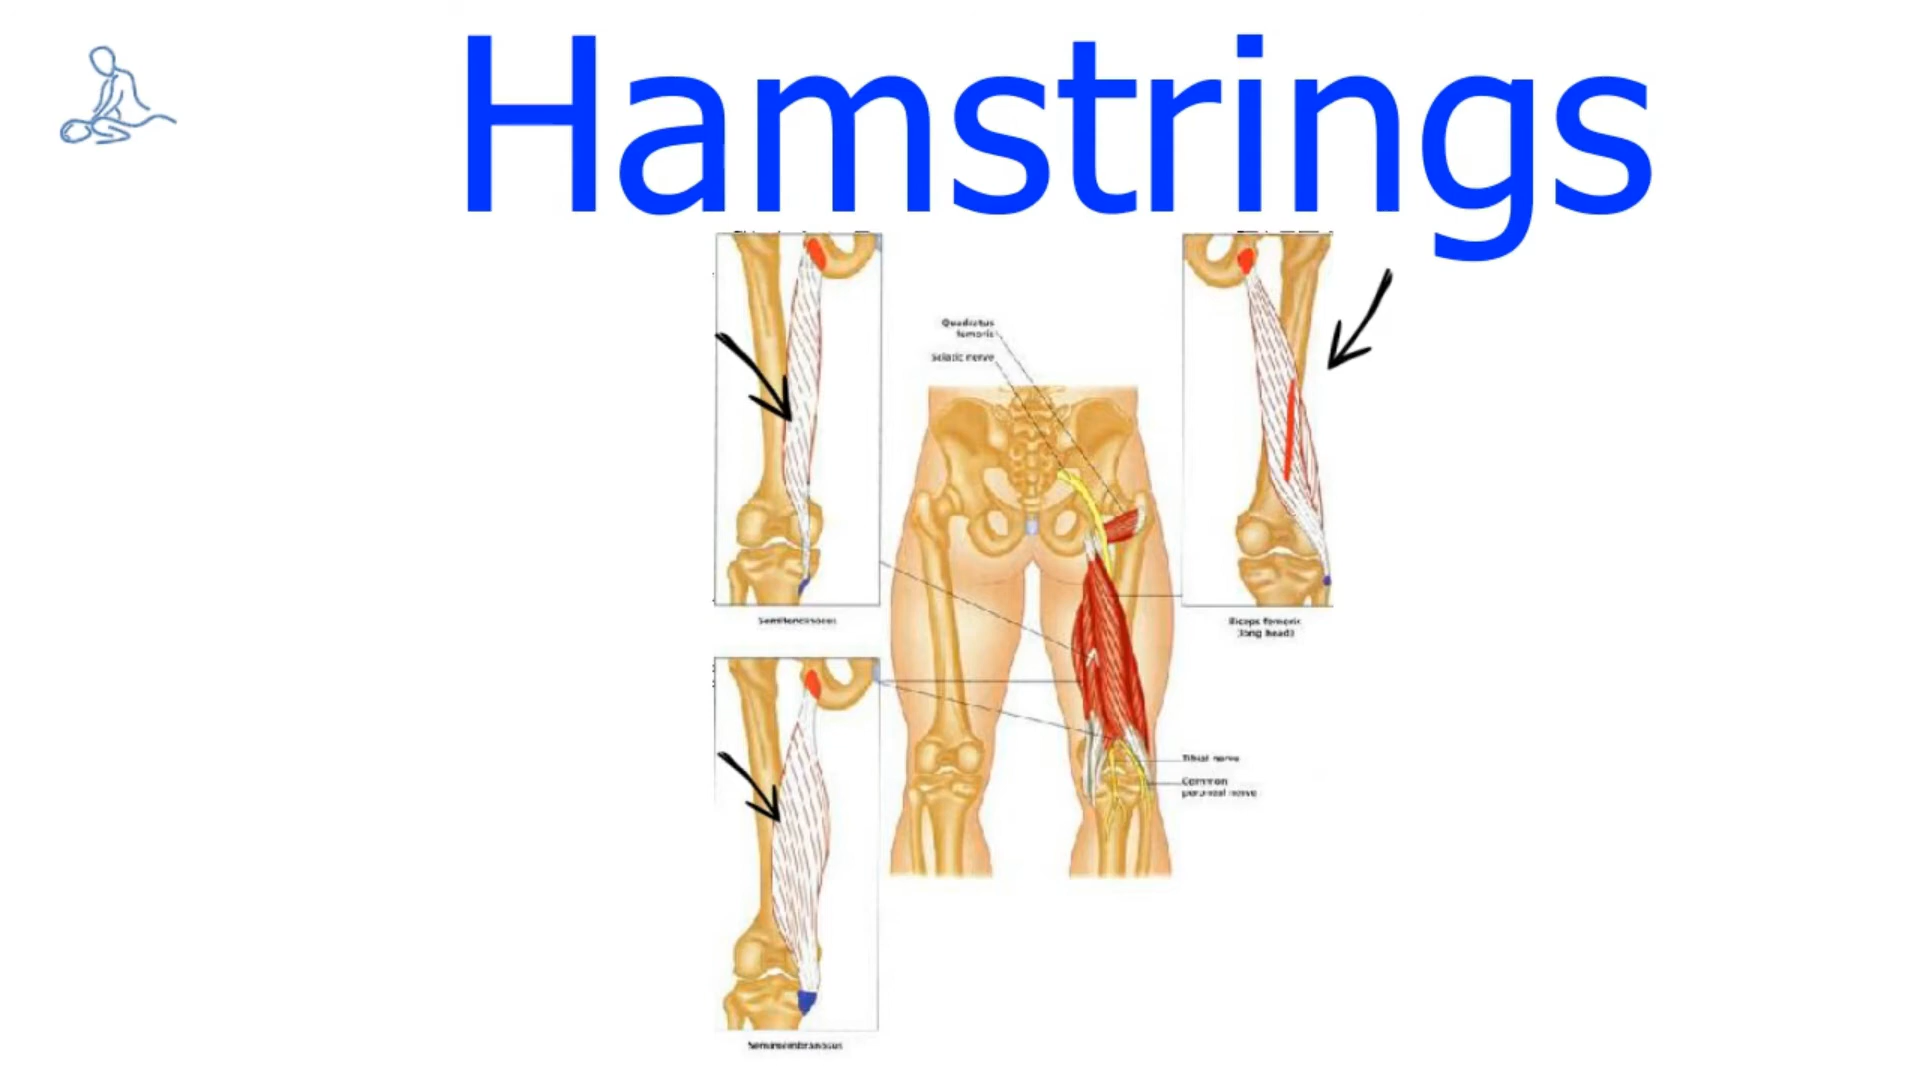 Hamstrings
Quadratus
femoris
Sciatic nerve
Semitendinosus
Biceps femoris
(long head)
Tibial nerve
Common
peroneal nerve
Semimembranosus